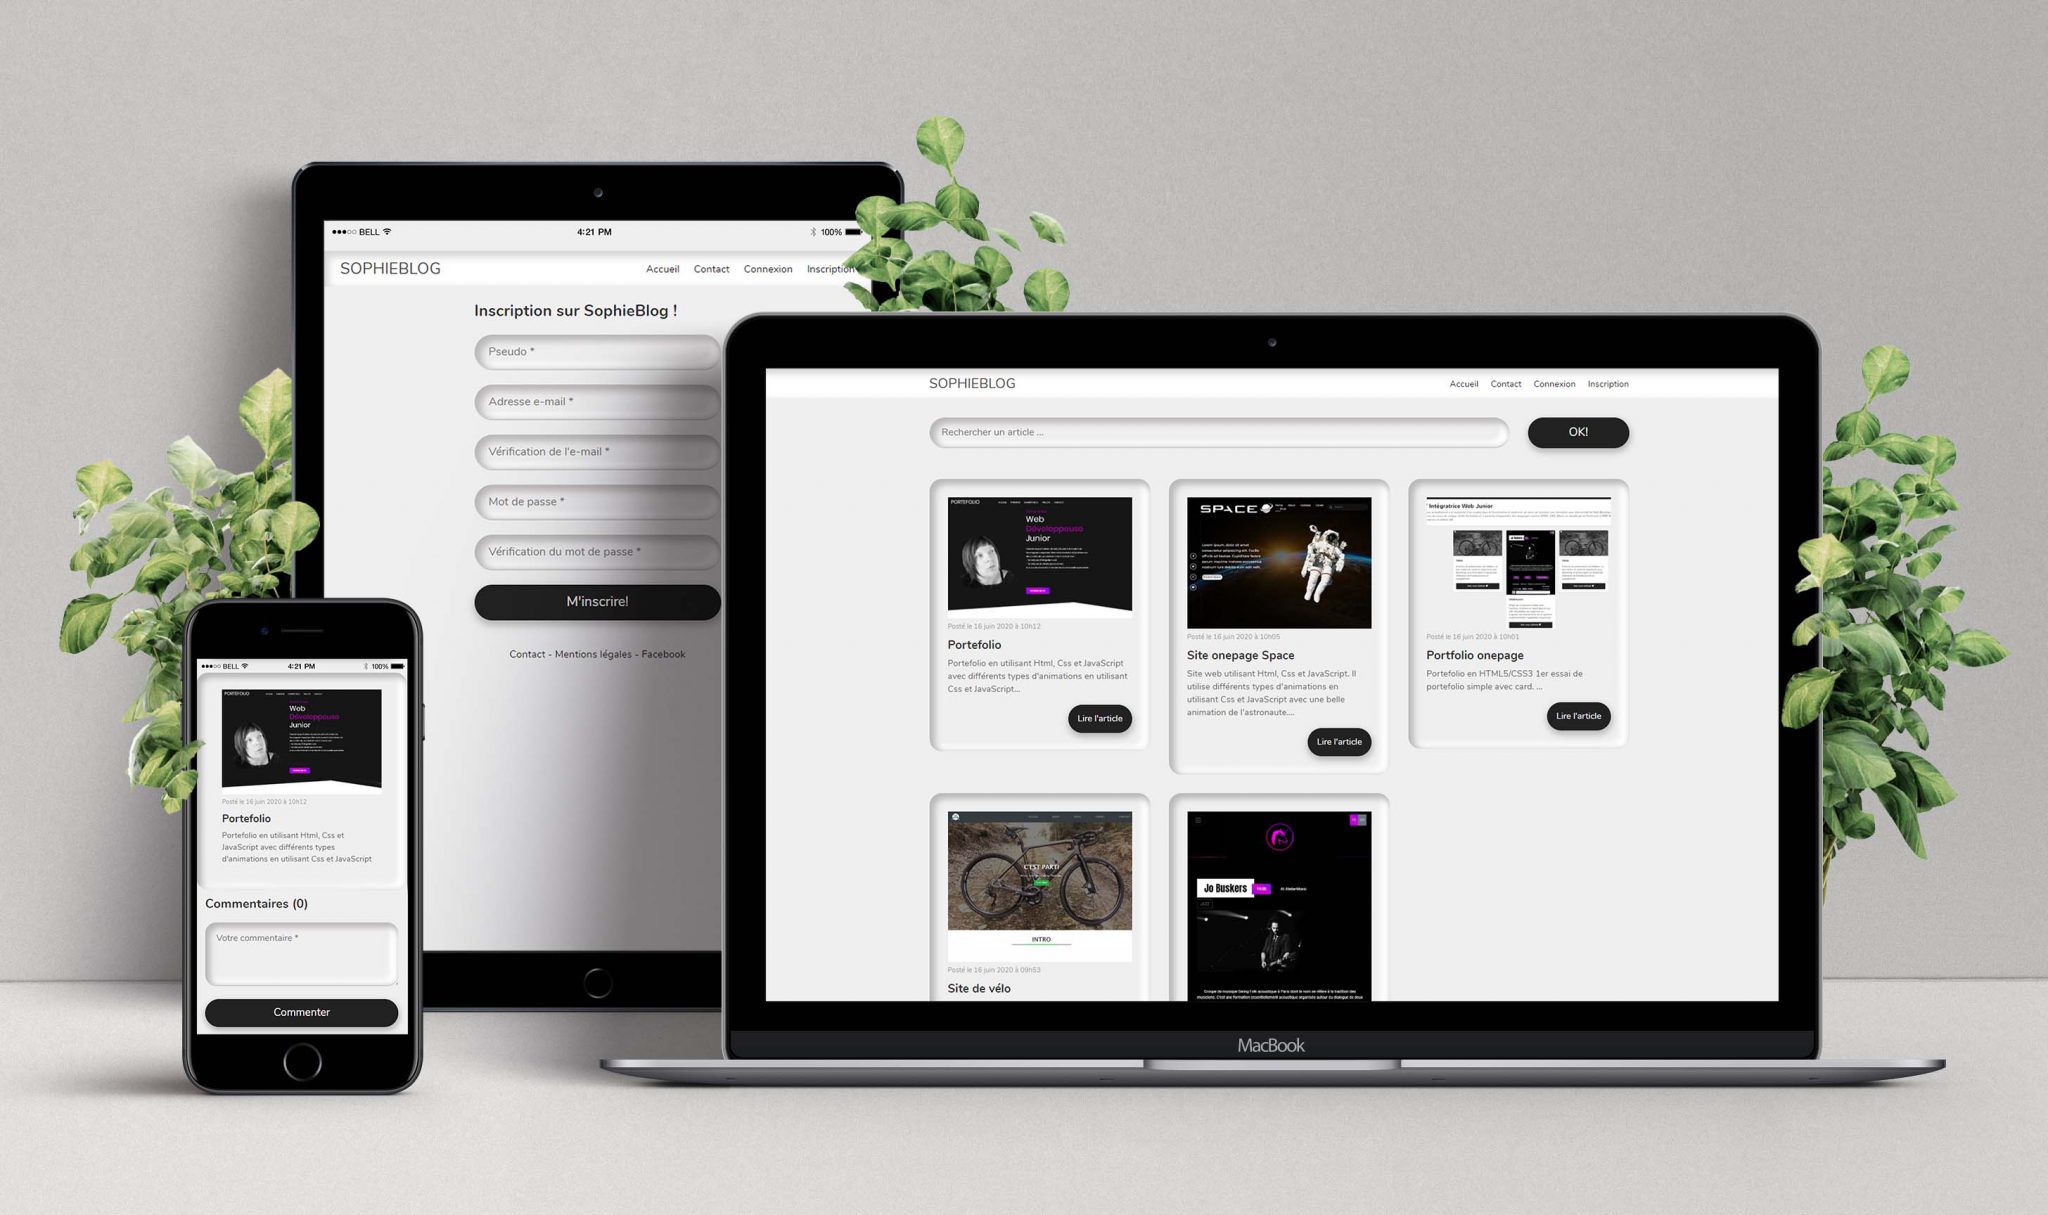 ●●●○○ BELL 4:21 PM 100%
SOPHIEBLOG Accueil Contact Connexion Inscription
Inscription sur SophieBlog !
Pseudo *
Adresse e-mail *
Vérification de l'e-mail *
Mot de passe *
Vérification du mot de passe *
M'inscrire!
Contact - Mentions légales - Facebook
●●●○○ BELL 4:21 PM 100%
PORTEFOLIO
Web
Développeuse
Junior
Posté le 16 juin 2020 à 10h12
Portefolio
Portefolio en utilisant Html, Css et
JavaScript avec différents types
d'animations en utilisant Css et JavaScript
Commentaires (0)
Votre commentaire *
Commenter
SOPHIEBLOG Accueil Contact Connexion Inscription
Rechercher un article ...
OK!
PORTEFOLIO
Web
Développeuse
Junior
Posté le 16 juin 2020 à 10h12
Portefolio
Portefolio en utilisant Html, Css et JavaScript
avec différents types d'animations en utilisant
Css et JavaScript...
Lire l'article
SPACE
Posté le 16 juin 2020 à 10h05
Site onepage Space
Site web utilisant Html, Css et JavaScript. Il
utilise différents types d'animations en
utilisant Css et JavaScript avec une belle
animation de l'astronaute....
Lire l'article
Intégratrice Web Junior
Posté le 16 juin 2020 à 10h01
Portfolio onepage
Portefolio en HTML5/CSS3 1er essai de
portefolio simple avec card. ...
Lire l'article
C'EST PARTI
INTRO
Posté le 16 juin 2020 à 09h53
Site de vélo
Jo Buskers
JAZZ
MacBook